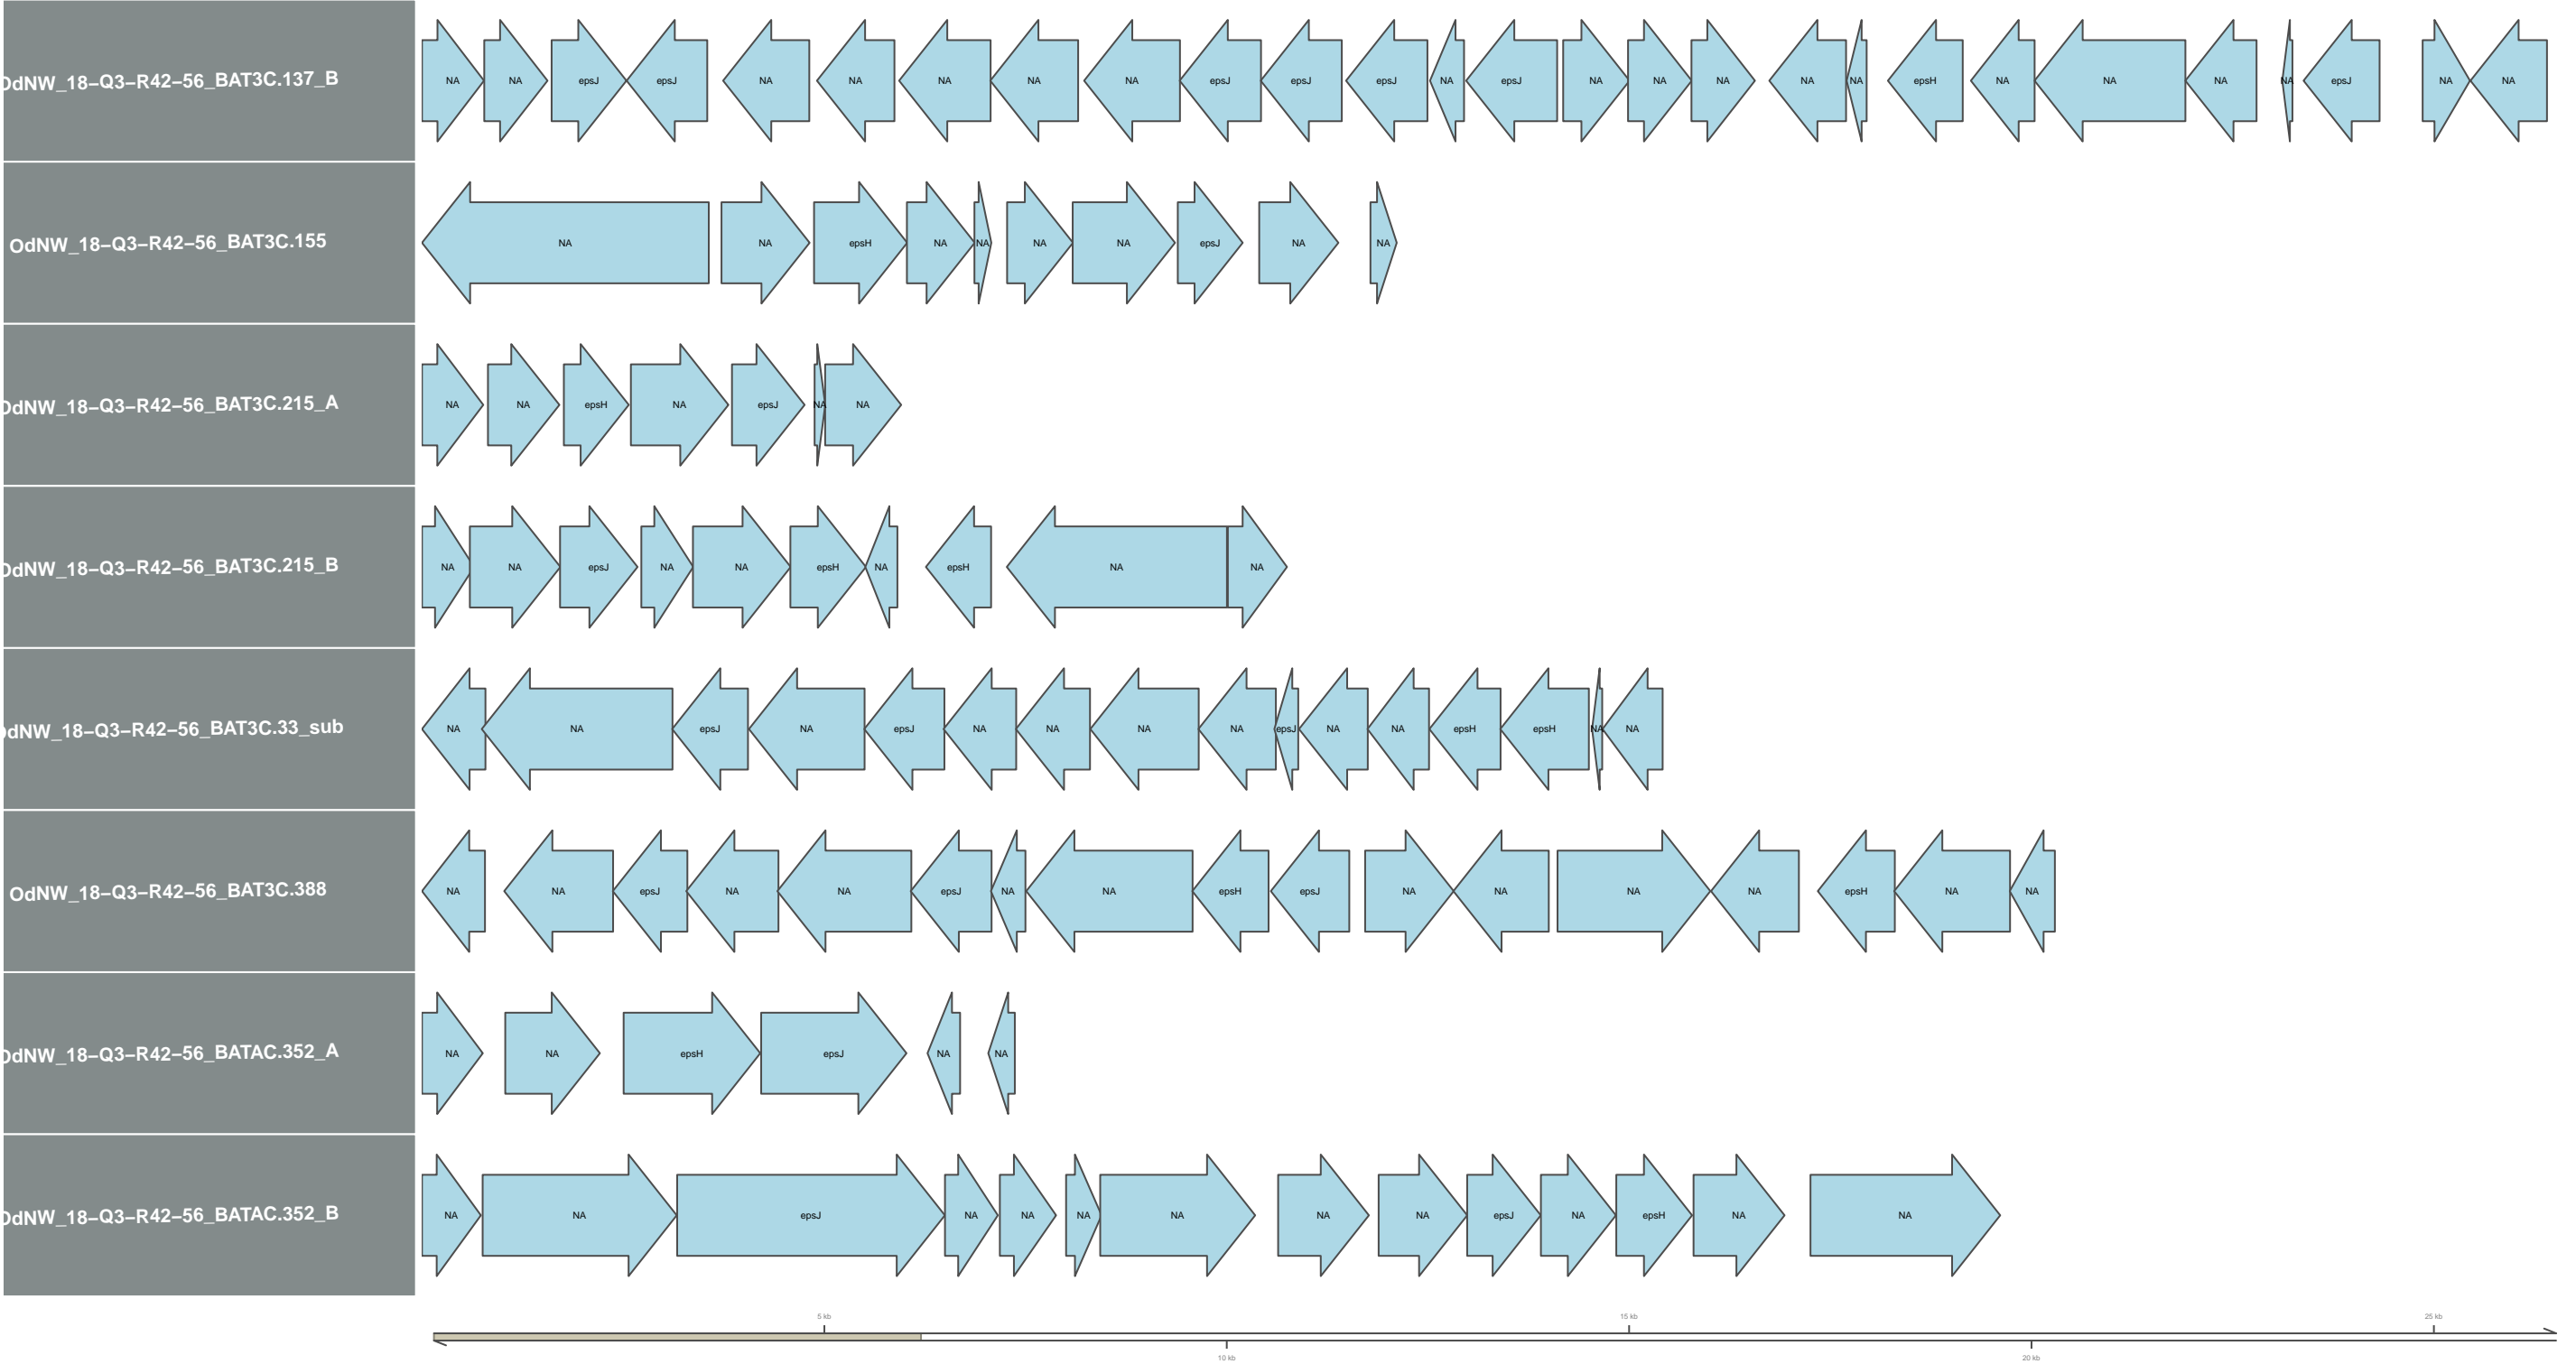 OdNW_18–Q3–R42–56_BAT3C.137_B NA NA epsJ epsJ NA NA NA NA NA epsJ epsJ epsJ NA epsJ NA NA NA NA NA epsH NA NA NA NA epsJ NA NA
OdNW_18–Q3–R42–56_BAT3C.155 NA NA epsH NA NA NA NA epsJ NA NA
OdNW_18–Q3–R42–56_BAT3C.215_A NA NA epsH NA epsJ NA NA
OdNW_18–Q3–R42–56_BAT3C.215_B NA NA epsJ NA NA epsH NA epsH NA NA
OdNW_18–Q3–R42–56_BAT3C.33_sub NA NA epsJ NA epsJ NA NA NA NA epsJ NA NA epsH epsH NA NA
OdNW_18–Q3–R42–56_BAT3C.388 NA NA epsJ NA NA epsJ NA NA epsH epsJ NA NA NA NA epsH NA NA
OdNW_18–Q3–R42–56_BATAC.352_A NA NA epsH epsJ NA NA
OdNW_18–Q3–R42–56_BATAC.352_B NA NA epsJ NA NA NA NA NA NA epsJ NA epsH NA NA
5 kb 15 kb 25 kb
10 kb 20 kb